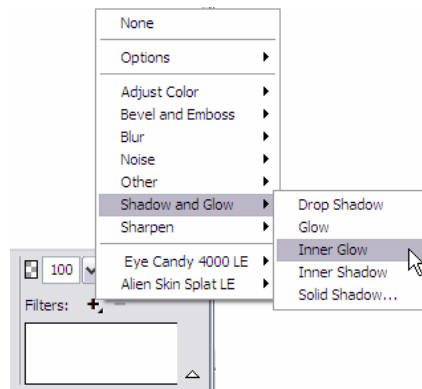 None
Options
Adjust Color
Bevel and Emboss
Blur
Noise
Other
Shadow and Glow
Sharpen
Eye Candy 4000 LE
Alien Skin Splat LE
Drop Shadow
Glow
Inner Glow
Inner Shadow
Solid Shadow...
100
Filters: